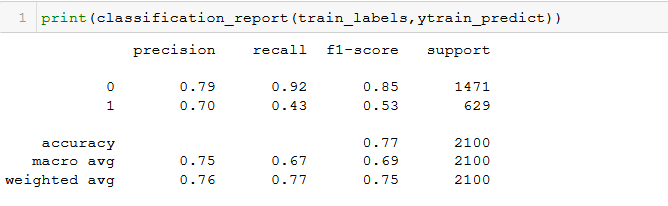 1 print(classification_report(train_labels,ytrain_predict))
precision recall f1-score support
0 0.79 0.92 0.85 1471
1 0.70 0.43 0.53 629
accuracy 0.77 2100
macro avg 0.75 0.67 0.69 2100
weighted avg 0.76 0.77 0.75 2100